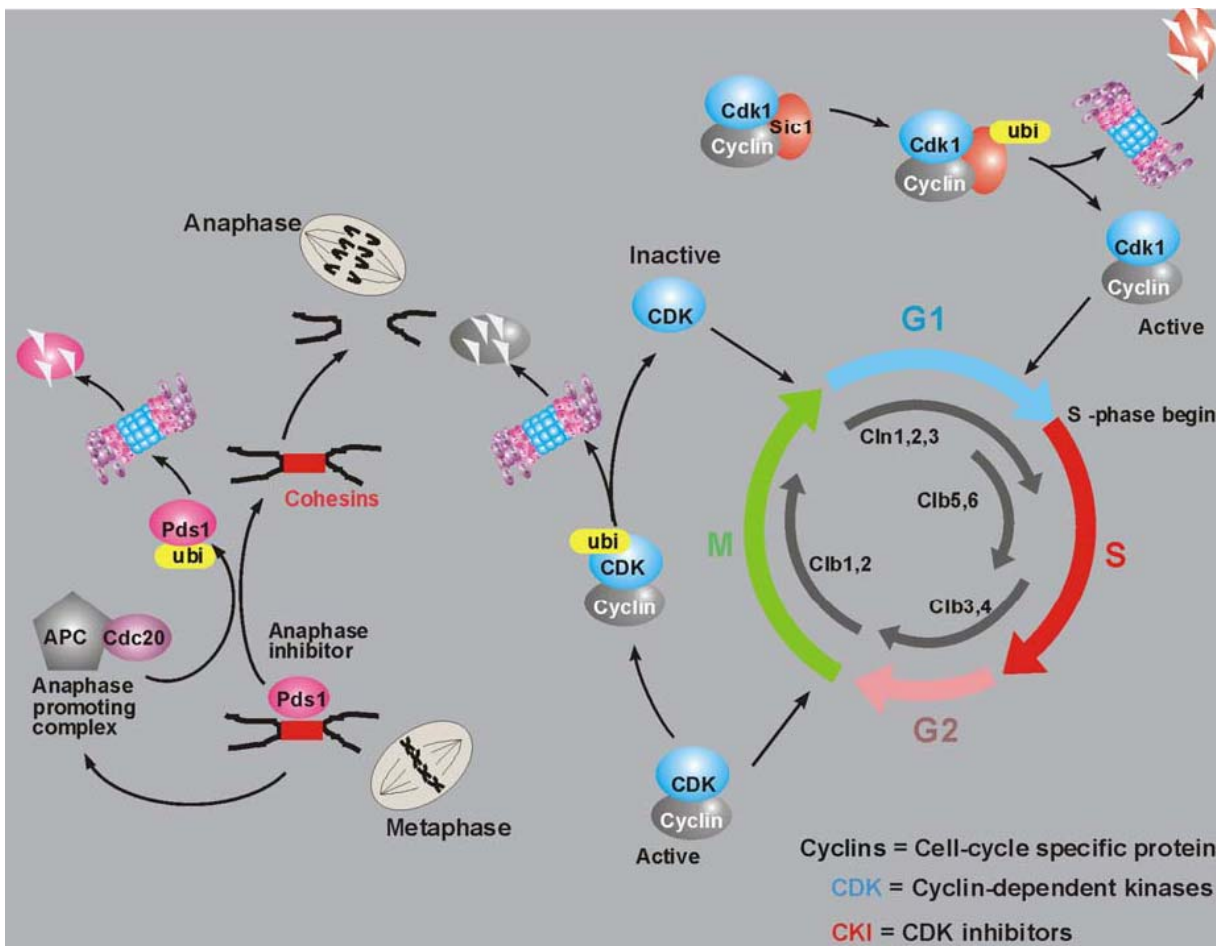 Cdk1
Sic1
Cyclin
Cdk1
ubi
Cyclin
Cdk1
Cyclin
Active
Anaphase
Inactive
CDK
G1
S -phase begin
Cln1,2,3
Clb5,6
S
M
Clb1,2
Clb3,4
G2
Cohesins
Pds1
ubi
ubi
CDK
Cyclin
APC
Cdc20
Anaphase
promoting
complex
Anaphase
inhibitor
Pds1
Metaphase
CDK
Cyclin
Active
Cyclins = Cell-cycle specific protein
CDK = Cyclin-dependent kinases
CKI = CDK inhibitors